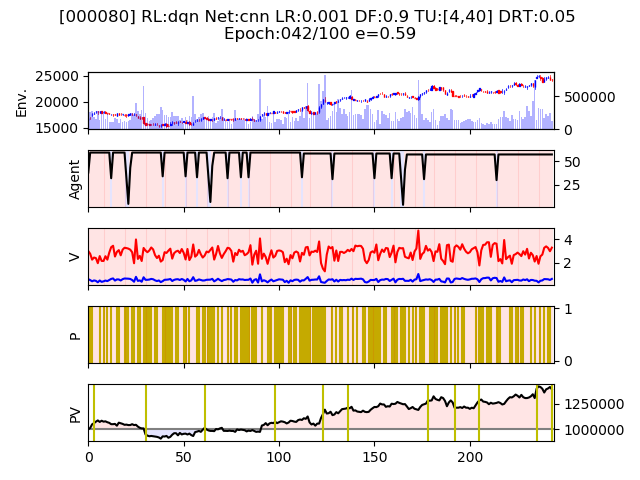 [000080] RL:dqn Net:cnn LR:0.001 DF:0.9 TU:[4,40] DRT:0.05
Epoch:042/100 e=0.59
Env.
25000
20000
15000
500000
0
Agent
50
25
V
4
2
P
1
0
PV
1250000
1000000
0 50 100 150 200